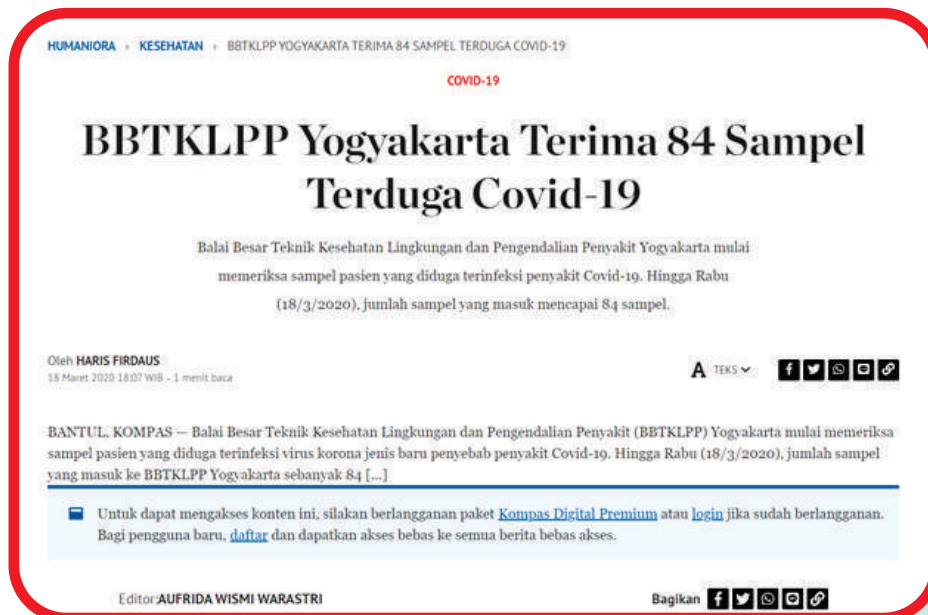 HUMANIORA › KESEHATAN › BBTKLPP YOGYAKARTA TERIMA 84 SAMPEL TERDUGA COVID-19
COVID-19
BBTKLPP Yogyakarta Terima 84 Sampel
Terduga Covid-19
Balai Besar Teknik Kesehatan Lingkungan dan Pengendalian Penyakit Yogyakarta mulai
memeriksa sampel pasien yang diduga terinfeksi penyakit Covid-19. Hingga Rabu
(18/3/2020), jumlah sampel yang masuk mencapai 84 sampel.
Oleh HARIS FIRDAUS
A TEKS
18 Maret 2020 18:07 WIB - 1 menit baca
BANTUL, KOMPAS — Balai Besar Teknik Kesehatan Lingkungan dan Pengendalian Penyakit (BBTKLPP) Yogyakarta mulai memeriksa
sampel pasien yang diduga terinfeksi virus korona jenis baru penyebab penyakit Covid-19. Hingga Rabu (18/3/2020), jumlah sampel
yang masuk ke BBTKLPP Yogyakarta sebanyak 84 [...]
Untuk dapat mengakses konten ini, silakan berlangganan paket Kompas Digital Premium atau login jika sudah berlangganan.
Bagi pengguna baru, daftar dan dapatkan akses bebas ke semua berita bebas akses.
Editor:AUFRIDA WISMI WARASTRI
Bagikan